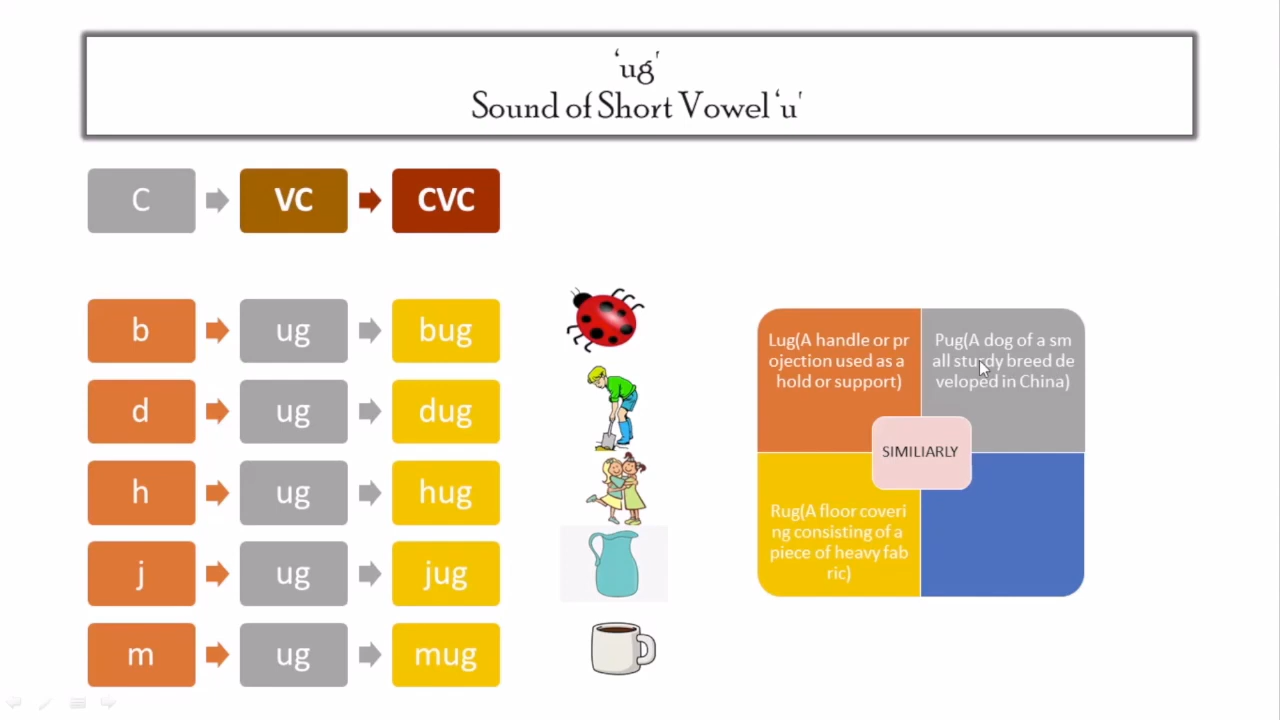 ‘ug’
Sound of Short Vowel ‘u’
C VC CVC
b ug bug
d ug dug
h ug hug
j ug jug
m ug mug
Lug(A handle or pr
ojection used as a
hold or support)
Pug(A dog of a sm
all sturdy breed de
veloped in China)
SIMILIARLY
Rug(A floor coveri
ng consisting of a
piece of heavy fab
ric)